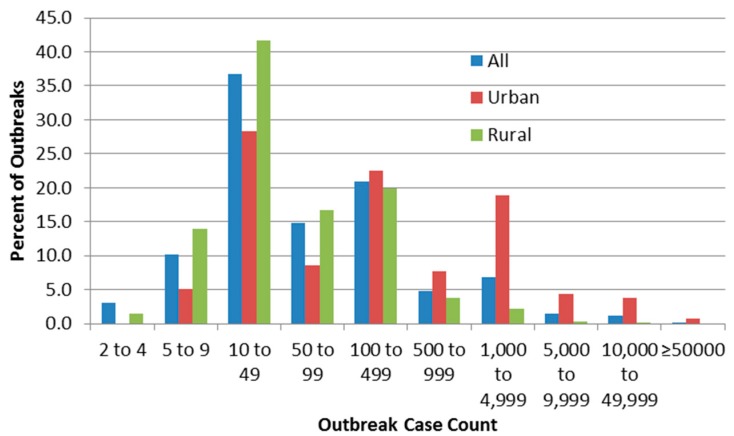 45.0
40.0
35.0
30.0
25.0
20.0
15.0
10.0
5.0
0.0
Percent of Outbreaks
All
Urban
Rural
2 to 4 5 to 9 10 to 50 to 100 to 500 to 1,000 5,000 10,000 ≥50000
49 99 499 999 to to to
4,999 9,999 49,999
Outbreak Case Count